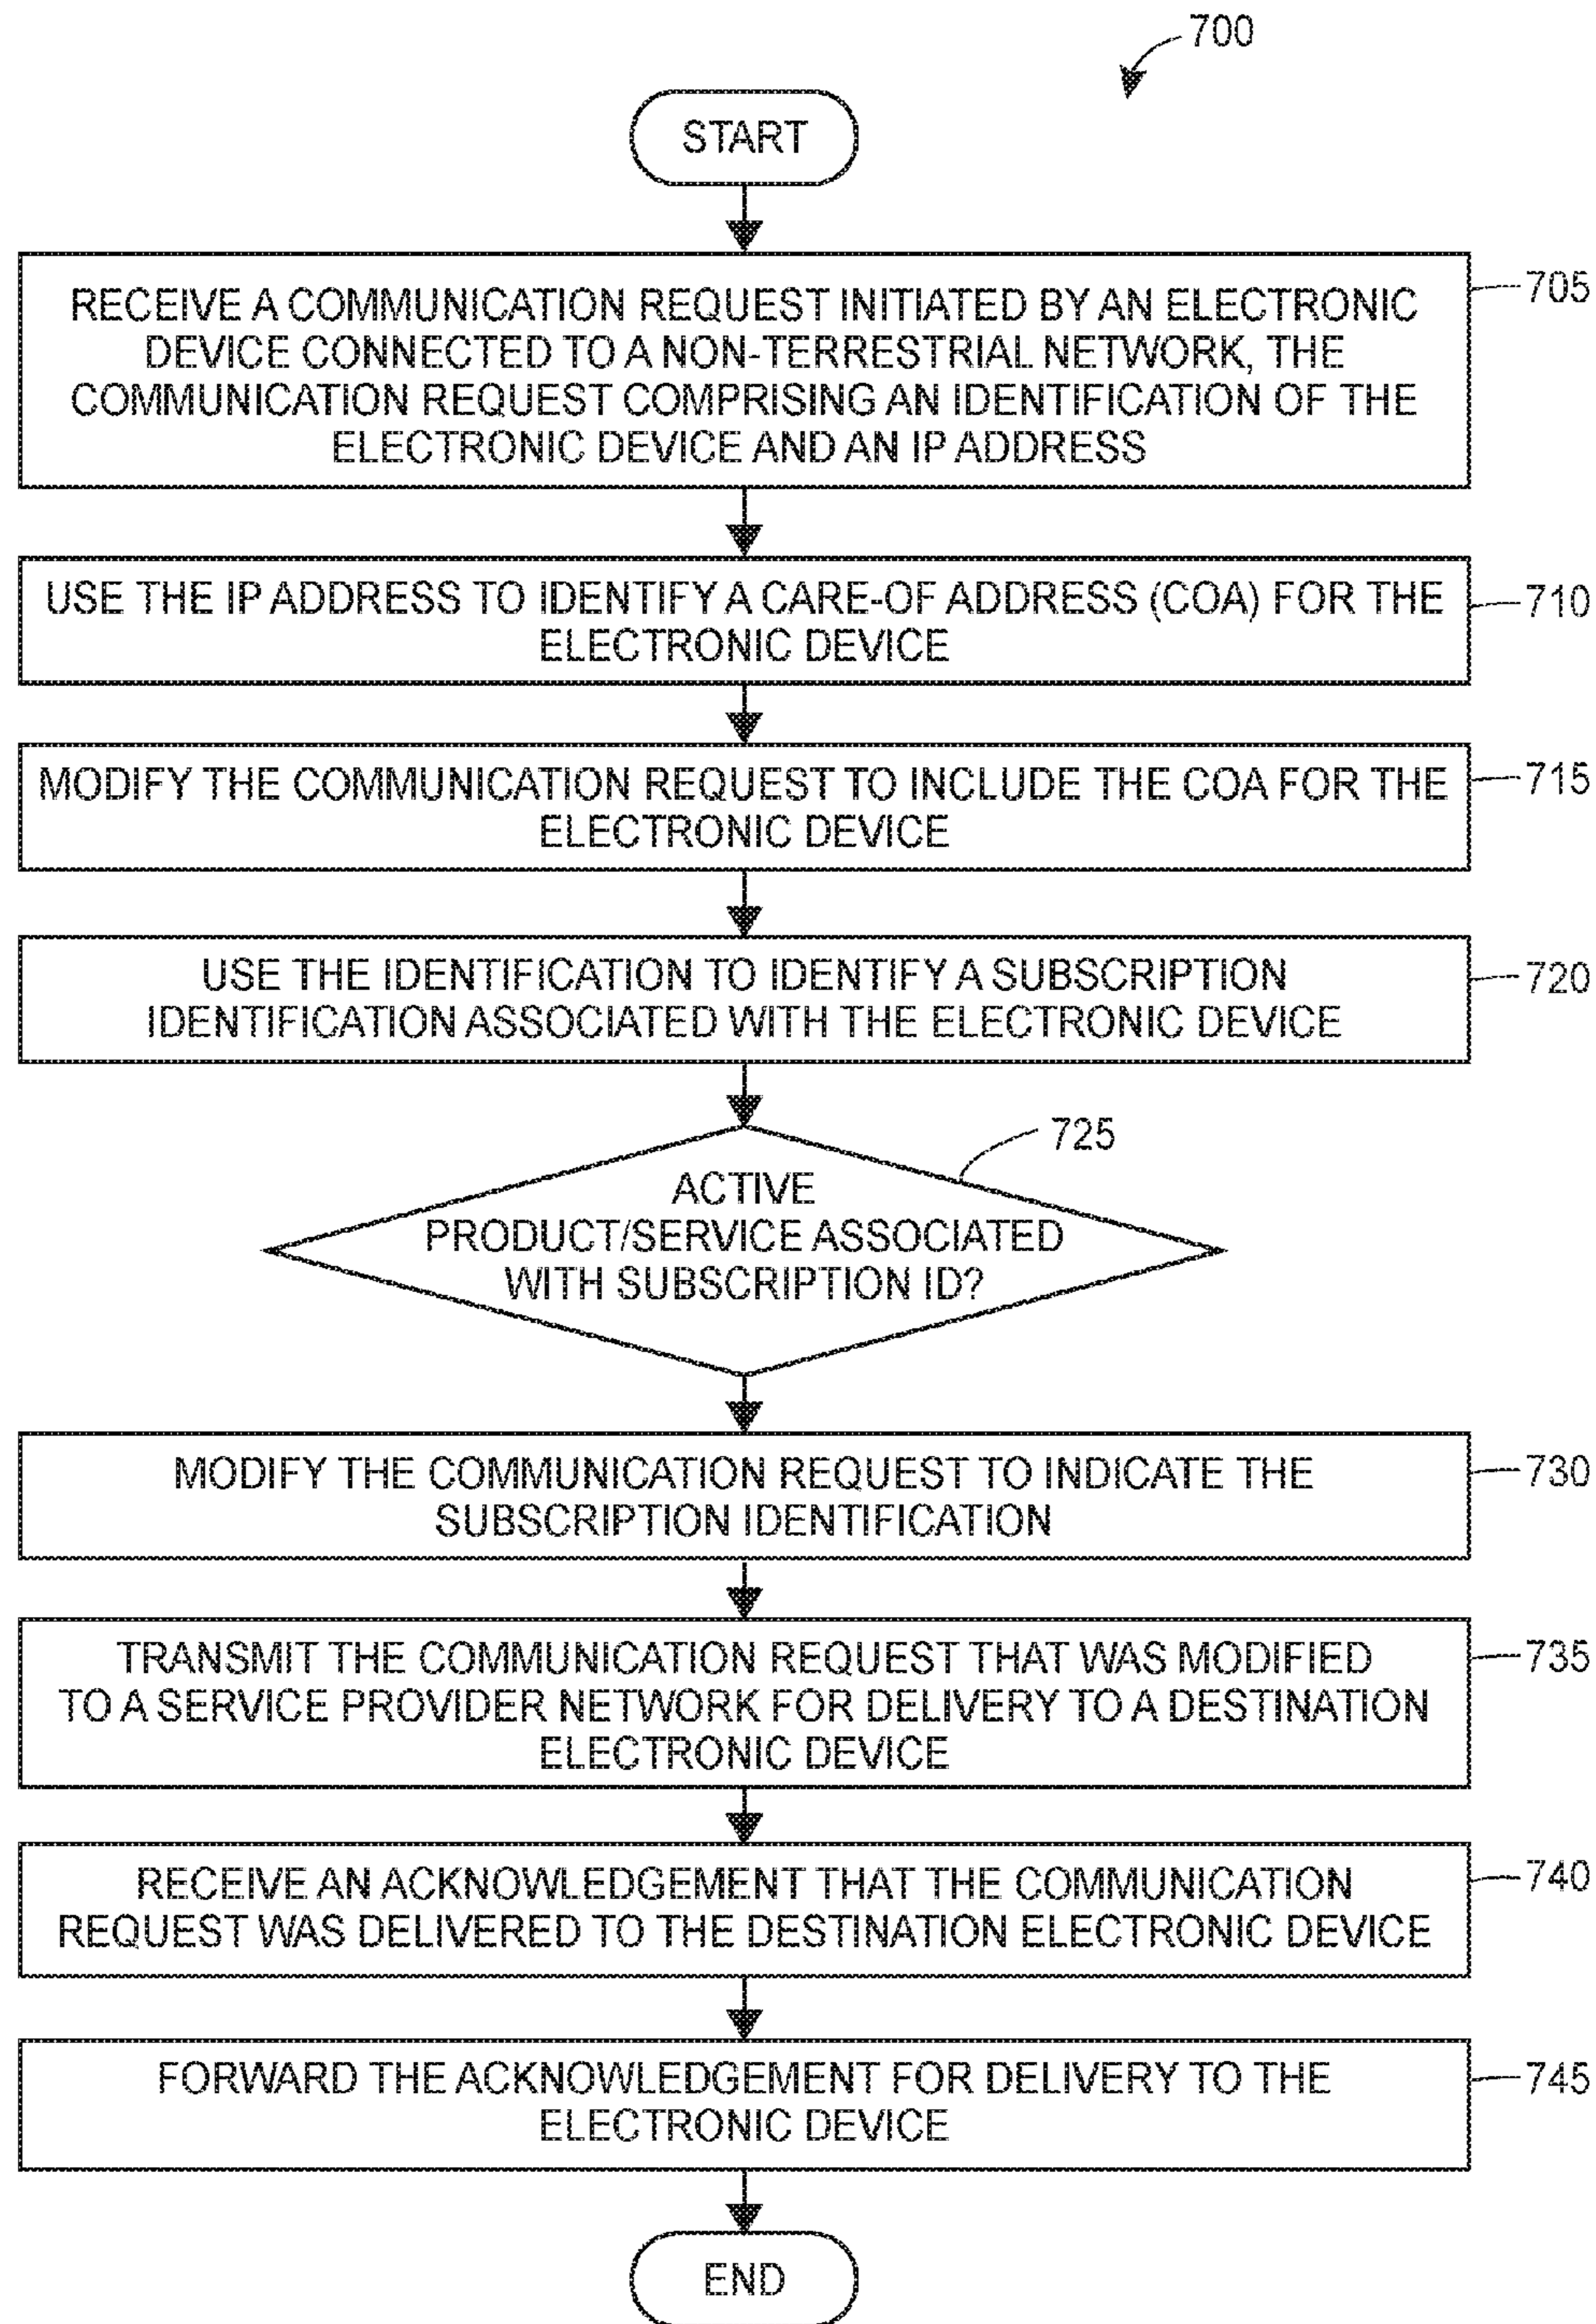 700
START
RECEIVE A COMMUNICATION REQUEST INITIATED BY AN ELECTRONIC
DEVICE CONNECTED TO A NON-TERRESTRIAL NETWORK, THE
COMMUNICATION REQUEST COMPRISING AN IDENTIFICATION OF THE
ELECTRONIC DEVICE AND AN IP ADDRESS
705
USE THE IP ADDRESS TO IDENTIFY A CARE-OF ADDRESS (COA) FOR THE
ELECTRONIC DEVICE
710
MODIFY THE COMMUNICATION REQUEST TO INCLUDE THE COA FOR THE
ELECTRONIC DEVICE
715
USE THE IDENTIFICATION TO IDENTIFY A SUBSCRIPTION
IDENTIFICATION ASSOCIATED WITH THE ELECTRONIC DEVICE
720
725
ACTIVE
PRODUCT/SERVICE ASSOCIATED
WITH SUBSCRIPTION ID?
MODIFY THE COMMUNICATION REQUEST TO INDICATE THE
SUBSCRIPTION IDENTIFICATION
730
TRANSMIT THE COMMUNICATION REQUEST THAT WAS MODIFIED
TO A SERVICE PROVIDER NETWORK FOR DELIVERY TO A DESTINATION
ELECTRONIC DEVICE
735
RECEIVE AN ACKNOWLEDGEMENT THAT THE COMMUNICATION
REQUEST WAS DELIVERED TO THE DESTINATION ELECTRONIC DEVICE
740
FORWARD THE ACKNOWLEDGEMENT FOR DELIVERY TO THE
ELECTRONIC DEVICE
745
END